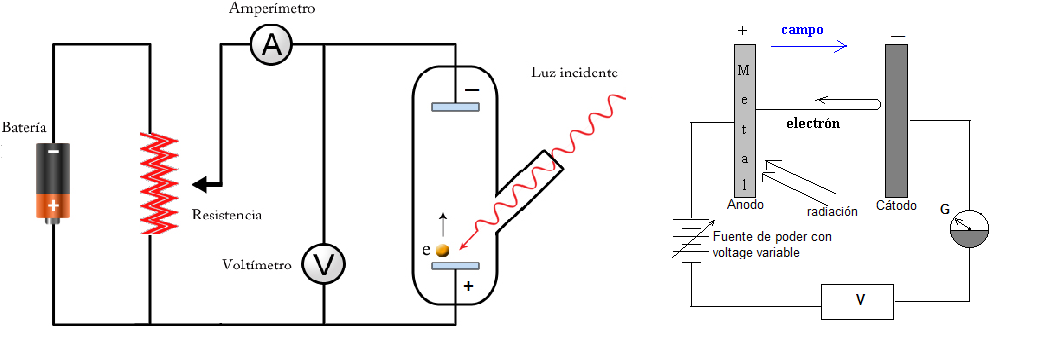 Amperímetro
A
Luz incidente
Batería
-
+
Resistencia
Voltímetro
V
e
−
+
+
campo
−
M
e
t
a
l
electrón
Anodo
radiación
Cátodo
G
Fuente de poder con
voltage variable
V